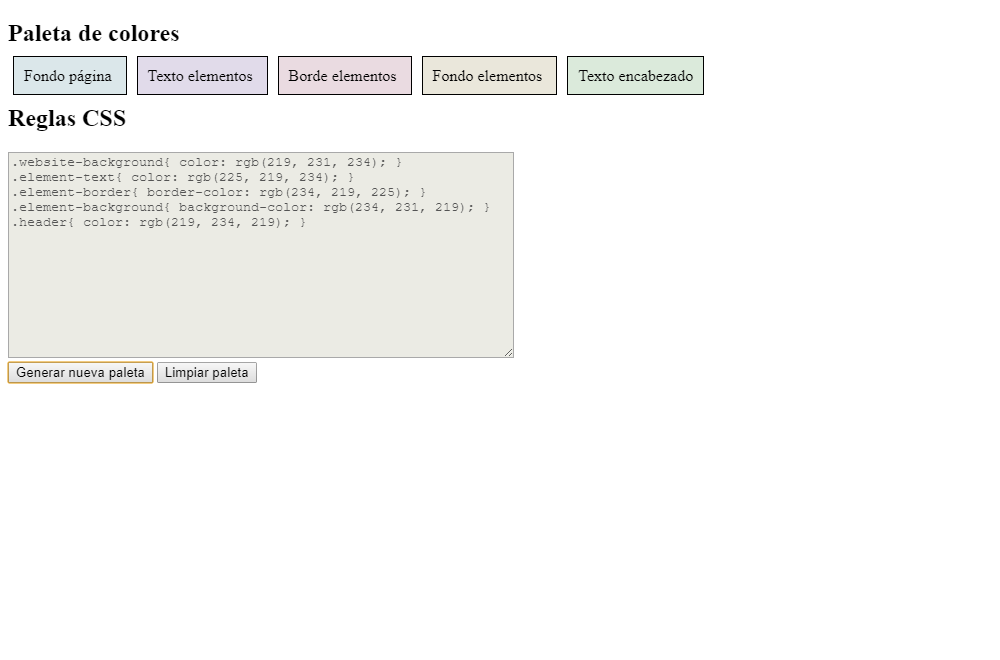 Paleta de colores
Fondo página Texto elementos Borde elementos Fondo elementos Texto encabezado
Reglas CSS
.website-background{ color: rgb(219, 231, 234); }
.element-text{ color: rgb(225, 219, 234); }
.element-border{ border-color: rgb(234, 219, 225); }
.element-background{ background-color: rgb(234, 231, 219); }
.header{ color: rgb(219, 234, 219); }
Generar nueva paleta Limpiar paleta